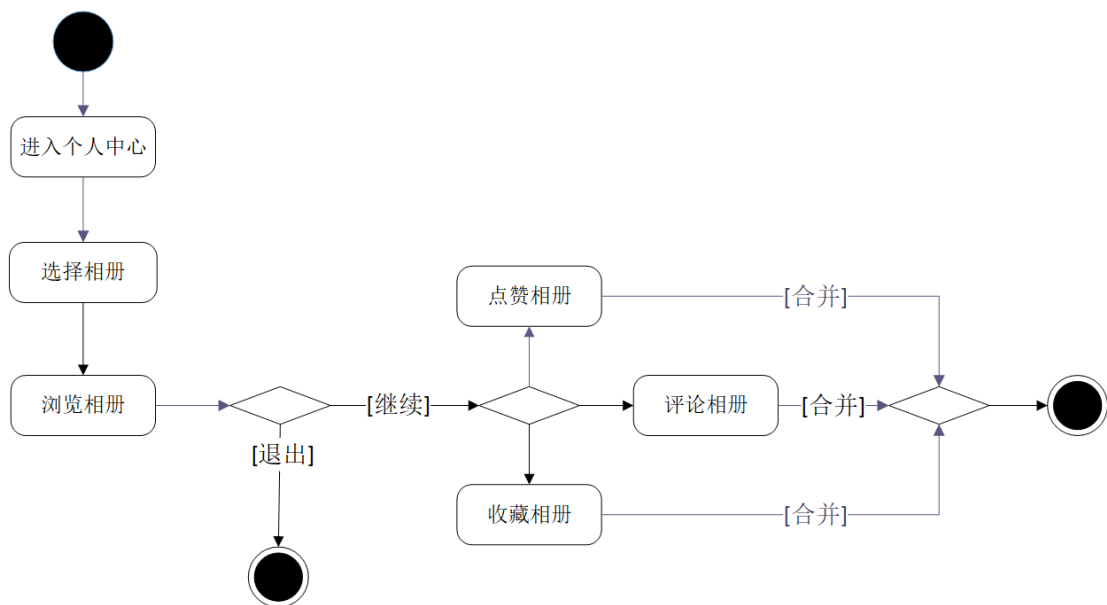 进入个人中心
选择相册
浏览相册
[退出]
[继续]
点赞相册
[合并]
评论相册
[合并]
收藏相册
[合并]